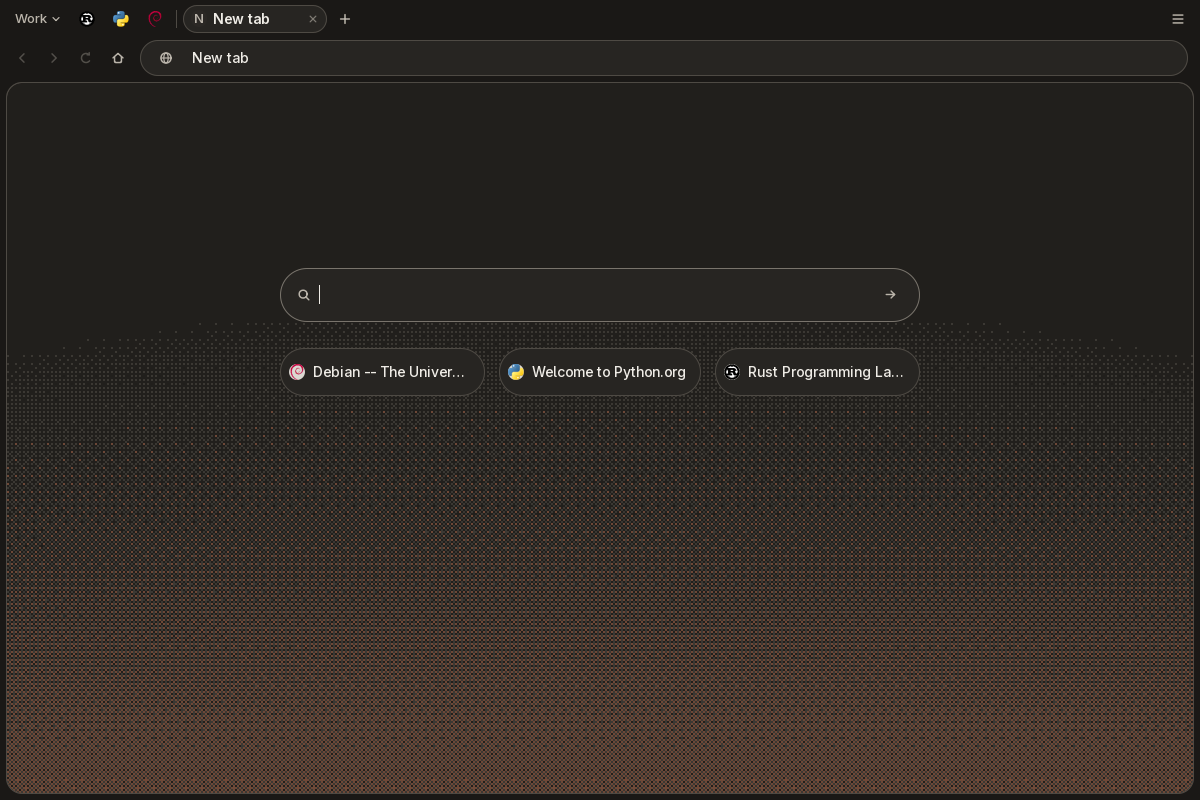 Work
N New tab
New tab
Debian -- The Univer...
Welcome to Python.org
Rust Programming La...